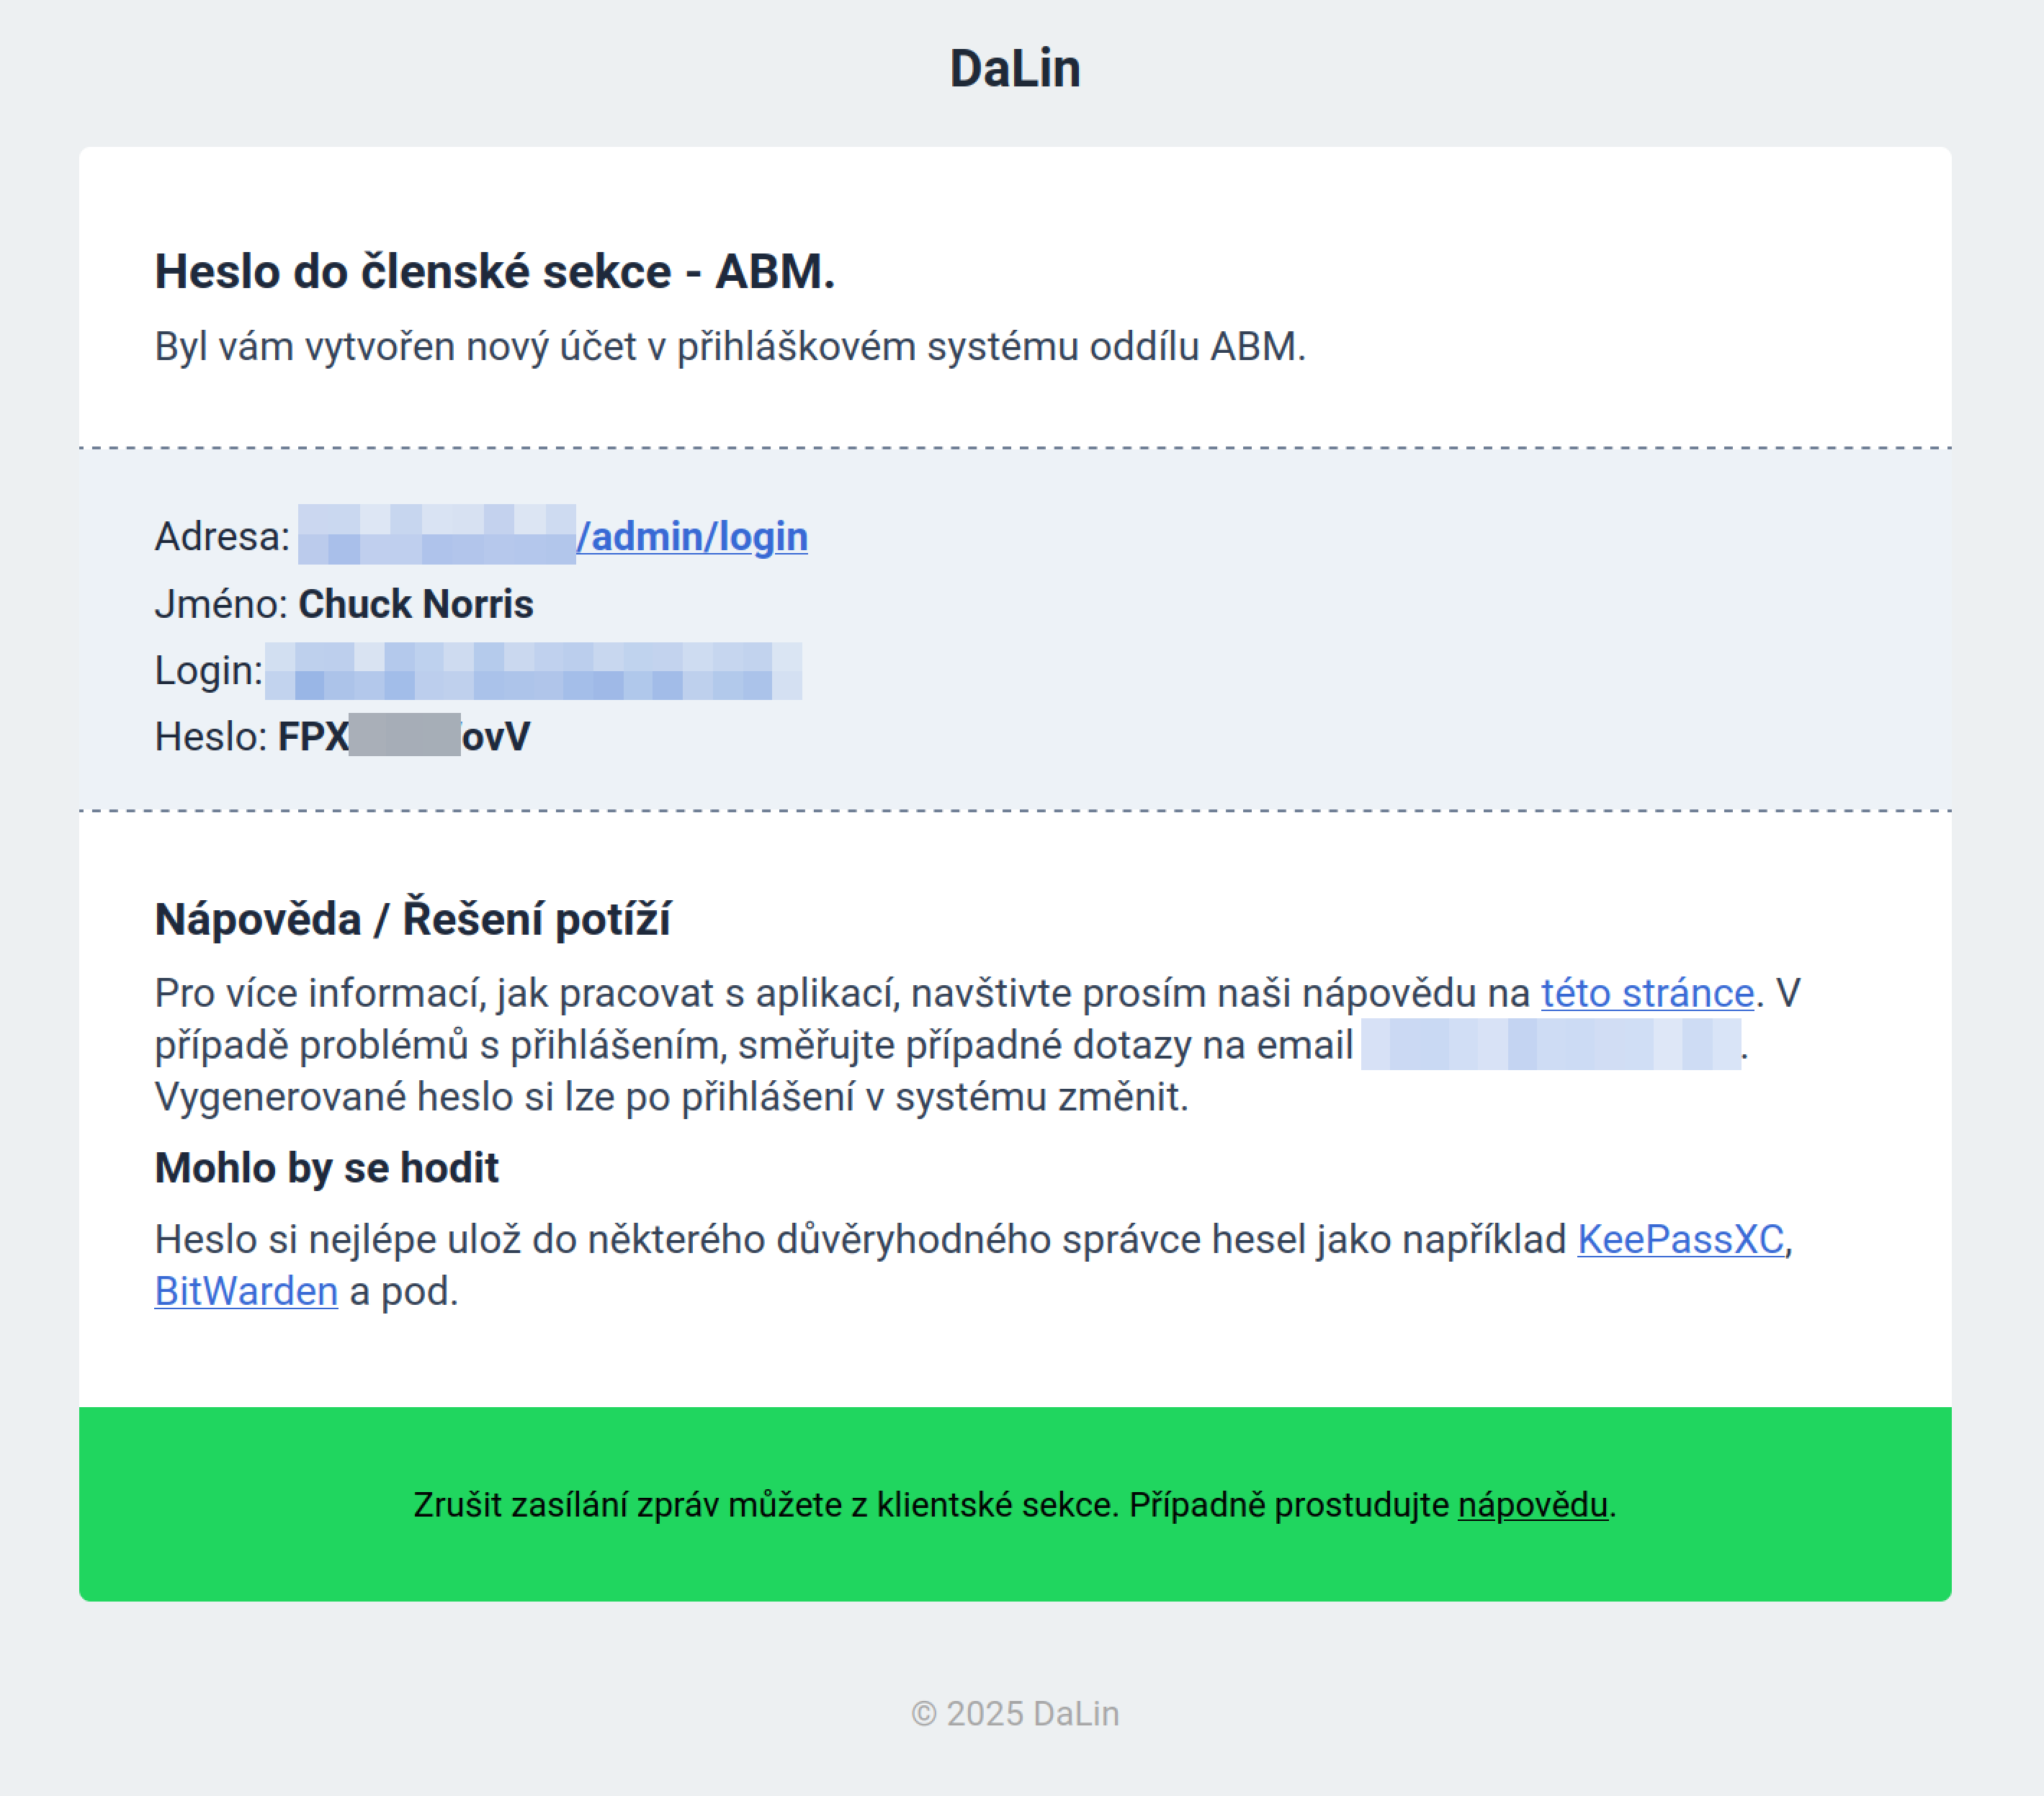 DaLin
Heslo do členské sekce - ABM.
Byl vám vytvořen nový účet v přihláškovém systému oddílu ABM.
Adresa: /admin/login
Jméno: Chuck Norris
Login:
Heslo: FPX ovV
Nápověda / Řešení potíží
Pro více informací, jak pracovat s aplikací, navštivte prosím naši nápovědu na této stránce. V
případě problémů s přihlášením, směřujte případné dotazy na email .
Vygenerované heslo si lze po přihlášení v systému změnit.
Mohlo by se hodit
Heslo si nejlépe ulož do některého důvěryhodného správce hesel jako například KeePassXC,
BitWarden a pod.
Zrušit zasílání zpráv můžete z klientské sekce. Případně prostudujte nápovědu.
© 2025 DaLin